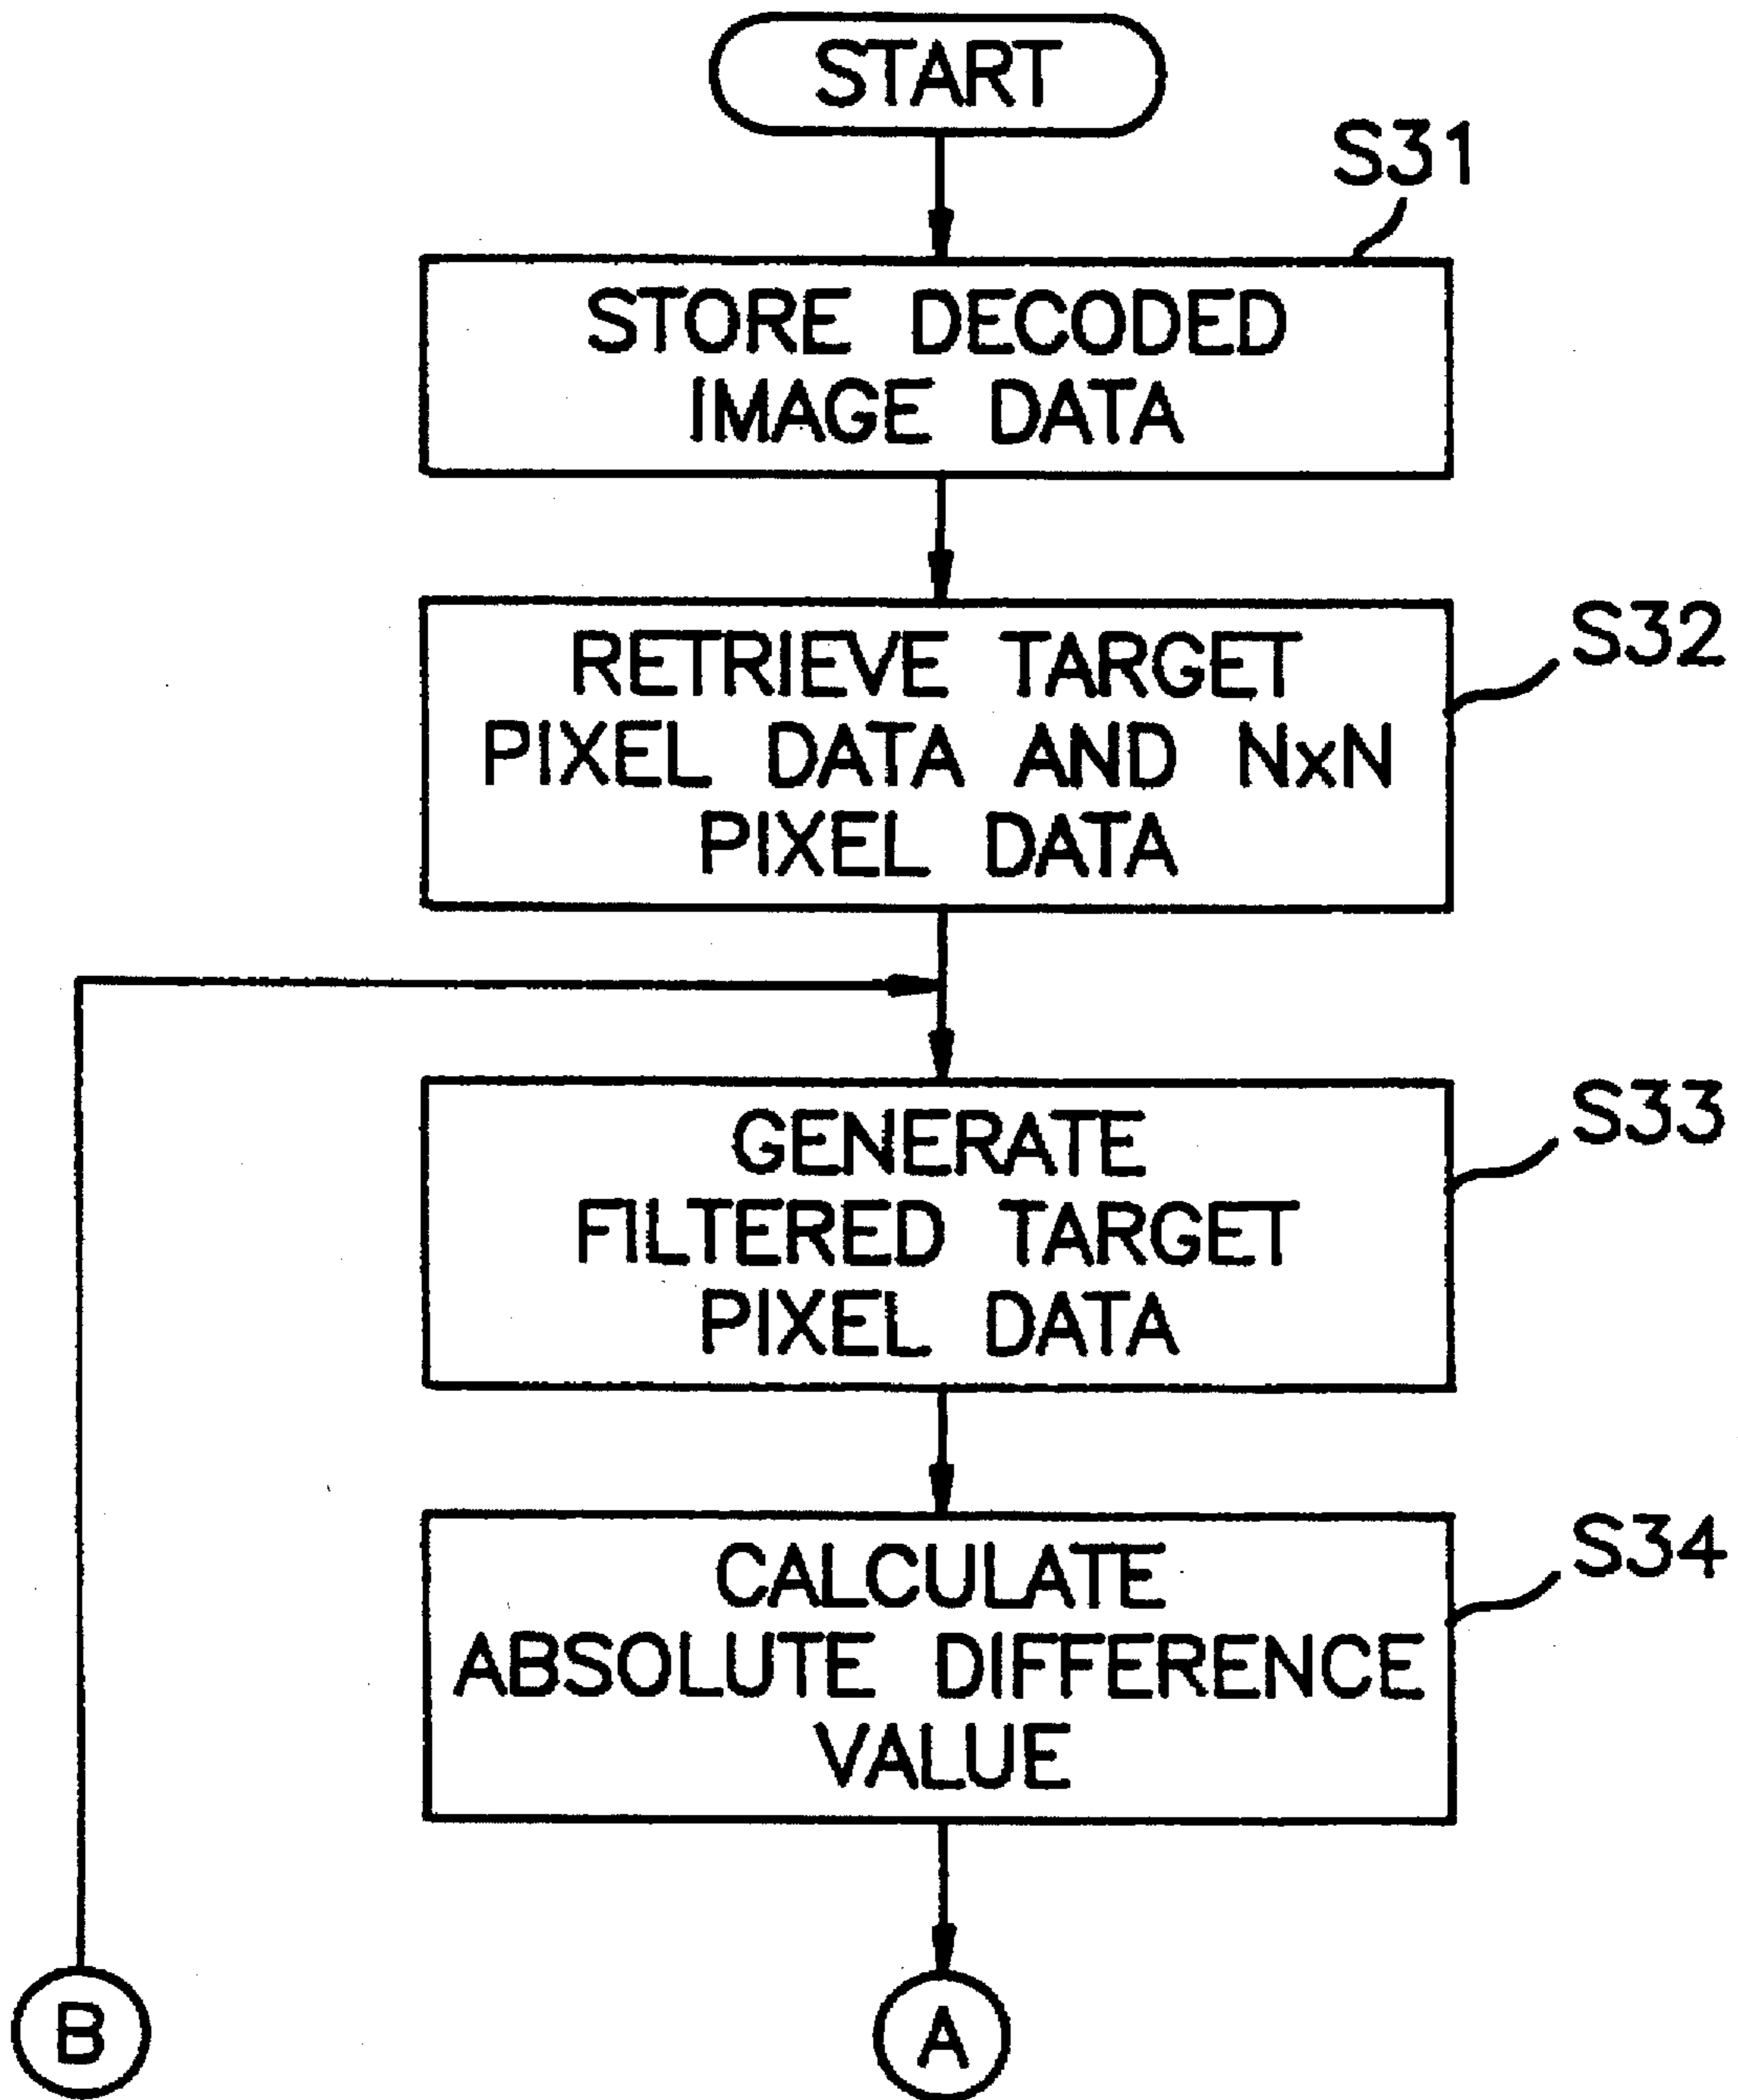 START
S31
STORE DECODED
IMAGE DATA
S32
RETRIEVE TARGET
PIXEL DATA AND NxN
PIXEL DATA
S33
GENERATE
FILTERED TARGET
PIXEL DATA
S34
CALCULATE
ABSOLUTE DIFFERENCE
VALUE
B
A